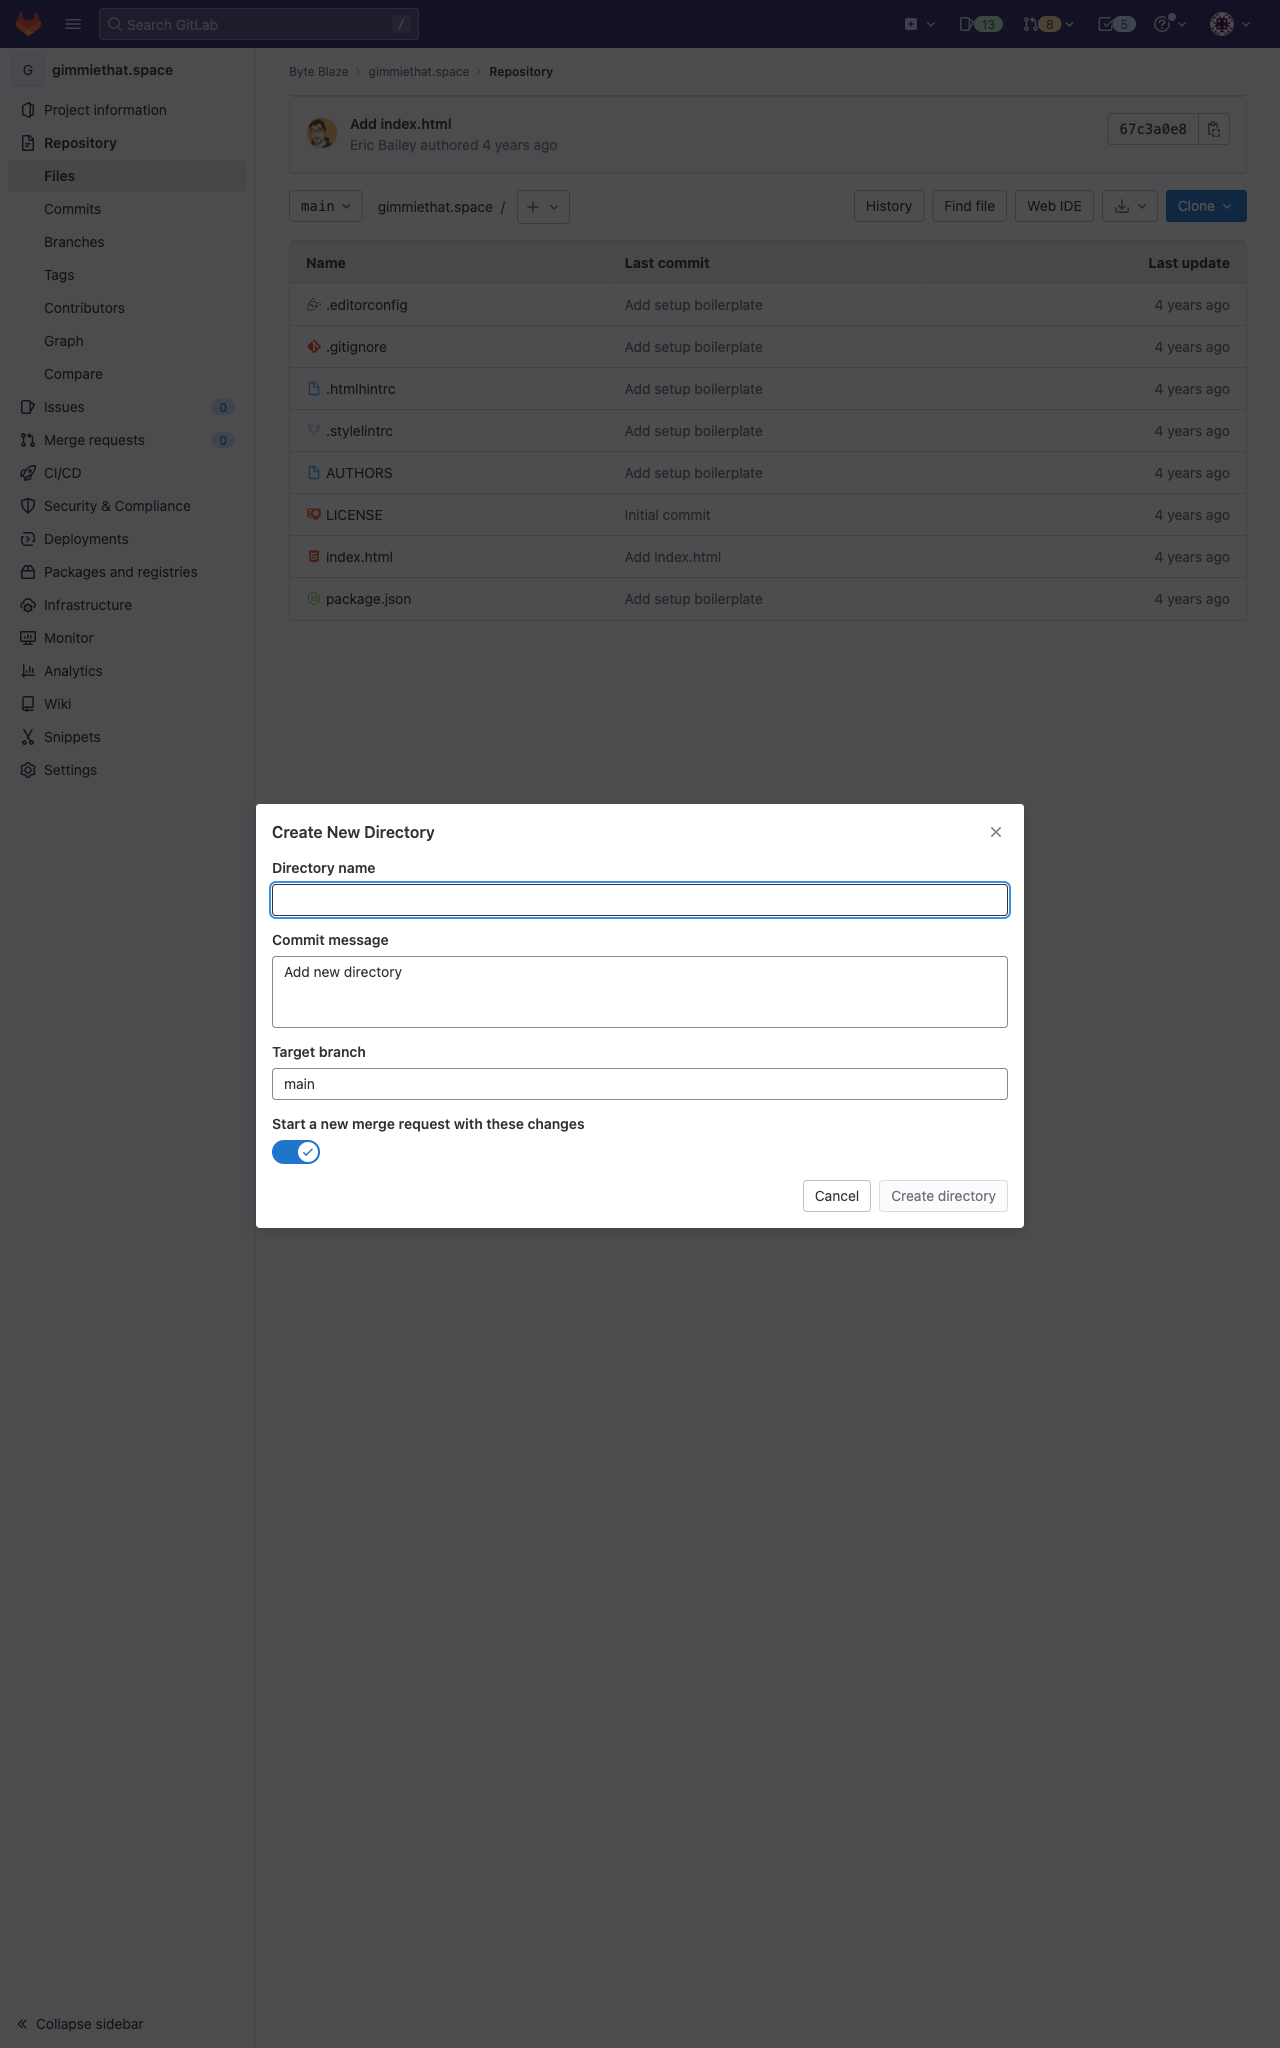 Search GitLab
/
13
8
5
G
gimmiethat.space
Project information
Repository
Files
Commits
Branches
Tags
Contributors
Graph
Compare
Issues
0
Merge requests
0
CI/CD
Security & Compliance
Deployments
Packages and registries
Infrastructure
Monitor
Analytics
Wiki
Snippets
Settings
Collapse sidebar
Byte Blaze > gimmiethat.space > Repository
Add index.html
Eric Bailey authored 4 years ago
67c3a0e8
main
gimmiethat.space /
History
Find file
Web IDE
Clone
Name Last commit Last update
.editorconfig Add setup boilerplate 4 years ago
.gitignore Add setup boilerplate 4 years ago
.htmlhintrc Add setup boilerplate 4 years ago
.stylelintrc Add setup boilerplate 4 years ago
AUTHORS Add setup boilerplate 4 years ago
LICENSE Initial commit 4 years ago
index.html Add index.html 4 years ago
package.json Add setup boilerplate 4 years ago
Create New Directory
Directory name
Commit message
Add new directory
Target branch
main
Start a new merge request with these changes
Cancel
Create directory